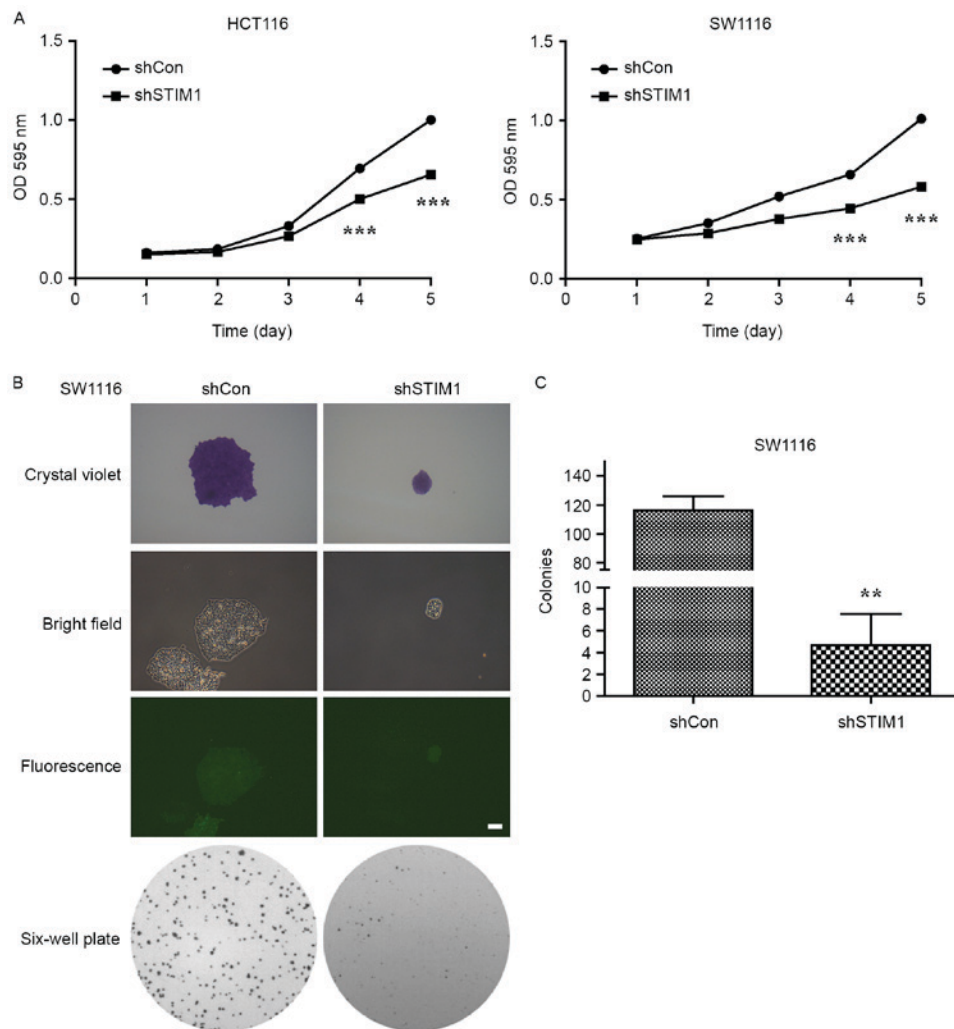 A
HCT116
1.5
1.0
0.5
0.0
OD 595 nm
shCon
shSTIM1
***
***
0 1 2 3 4 5
Time (day)
SW1116
1.5
1.0
0.5
0.0
OD 595 nm
shCon
shSTIM1
***
***
0 1 2 3 4 5
Time (day)
B
SW1116 shCon shSTIM1
Crystal violet
Bright field
Fluorescence
Six-well plate
C
SW1116
Colonies
140
120
100
80
10
8
6
4
2
0
**
shCon shSTIM1